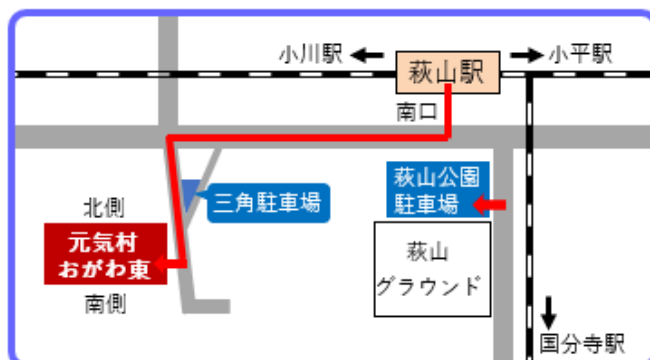 小川駅
小平駅
萩山駅
南口
萩山公園
駐車場
三角駐車場
北側
元気村
おがわ東
南側
萩山
グラウンド
国分寺駅